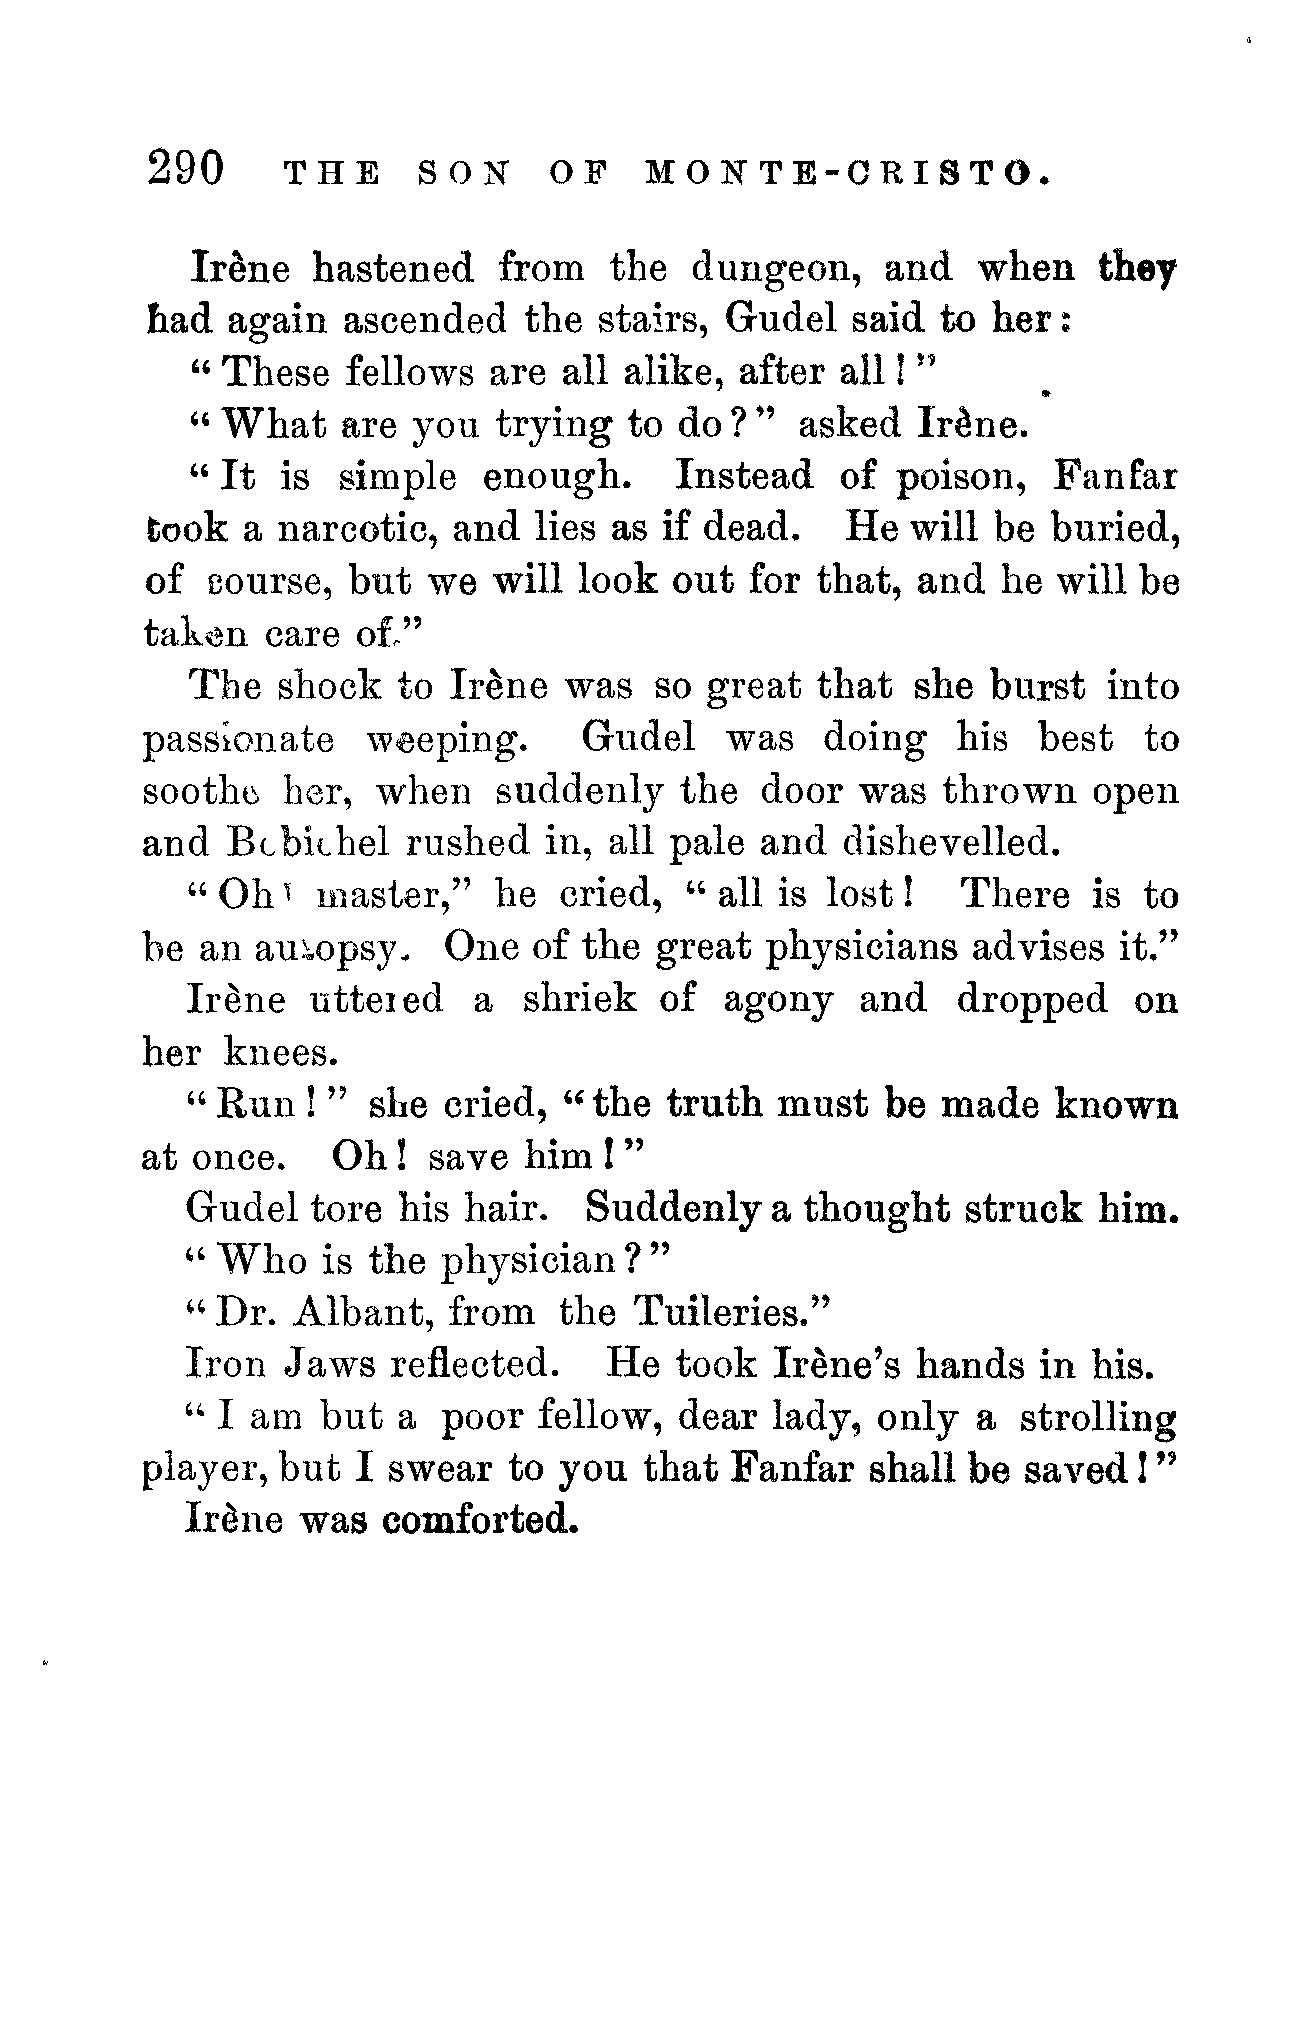 290 THE SON OF MONTE-CRISTO.
Irène hastened from the dungeon, and when they
had again ascended the stairs, Gudel said to her:
“These fellows are all alike, after all!”
“What are you trying to do?” asked Irène.
“It is simple enough. Instead of poison, Fanfar
took a narcotic, and lies as if dead. He will be buried,
of course, but we will look out for that, and he will be
taken care of.”
The shock to Irène was so great that she burst into
passionate weeping. Gudel was doing his best to
soothe her, when suddenly the door was thrown open
and Bobichel rushed in, all pale and dishevelled.
“Oh! master,” he cried, “all is lost! There is to
be an autopsy. One of the great physicians advises it.”
Irène uttered a shriek of agony and dropped on
her knees.
“Run!” she cried, “the truth must be made known
at once. Oh! save him!”
Gudel tore his hair. Suddenly a thought struck him.
“Who is the physician?”
“Dr. Albant, from the Tuileries.”
Iron Jaws reflected. He took Irène’s hands in his.
“I am but a poor fellow, dear lady, only a strolling
player, but I swear to you that Fanfar shall be saved!”
Irène was comforted.